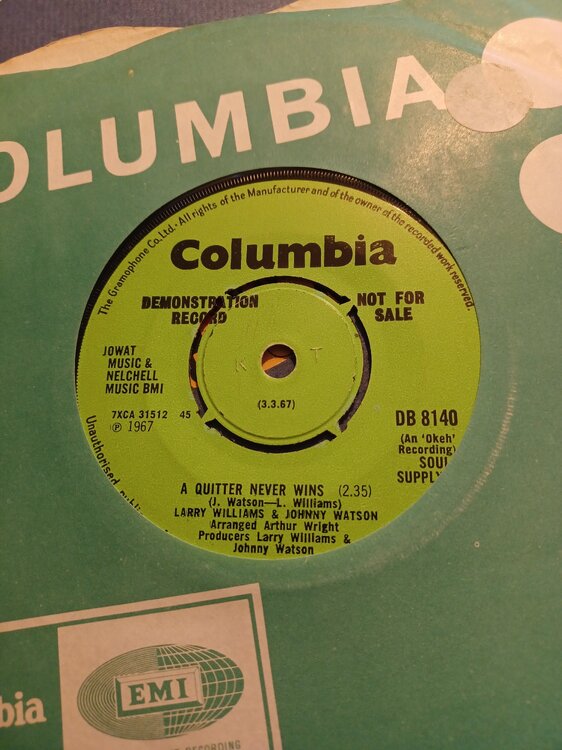 OLUMBIA
The Gramophone Co. Ltd · All rights of the Manufacturer and of the owner of the recorded work reserved.
Columbia
DEMONSTRATION
RECORD
NOT FOR
SALE
JOWAT
MUSIC &
NELCHELL
MUSIC BMI
K T
(3.3.67)
7XCA 31512 45
℗ 1967
DB 8140
(An 'Okeh'
Recording)
SOUL
SUPPLY
Unauthorised
A QUITTER NEVER WINS (2.35)
(J. Watson—L. Williams)
LARRY WILLIAMS & JOHNNY WATSON
Arranged Arthur Wright
Producers Larry Williams &
Johnny Watson
bia
EMI
RECORDING